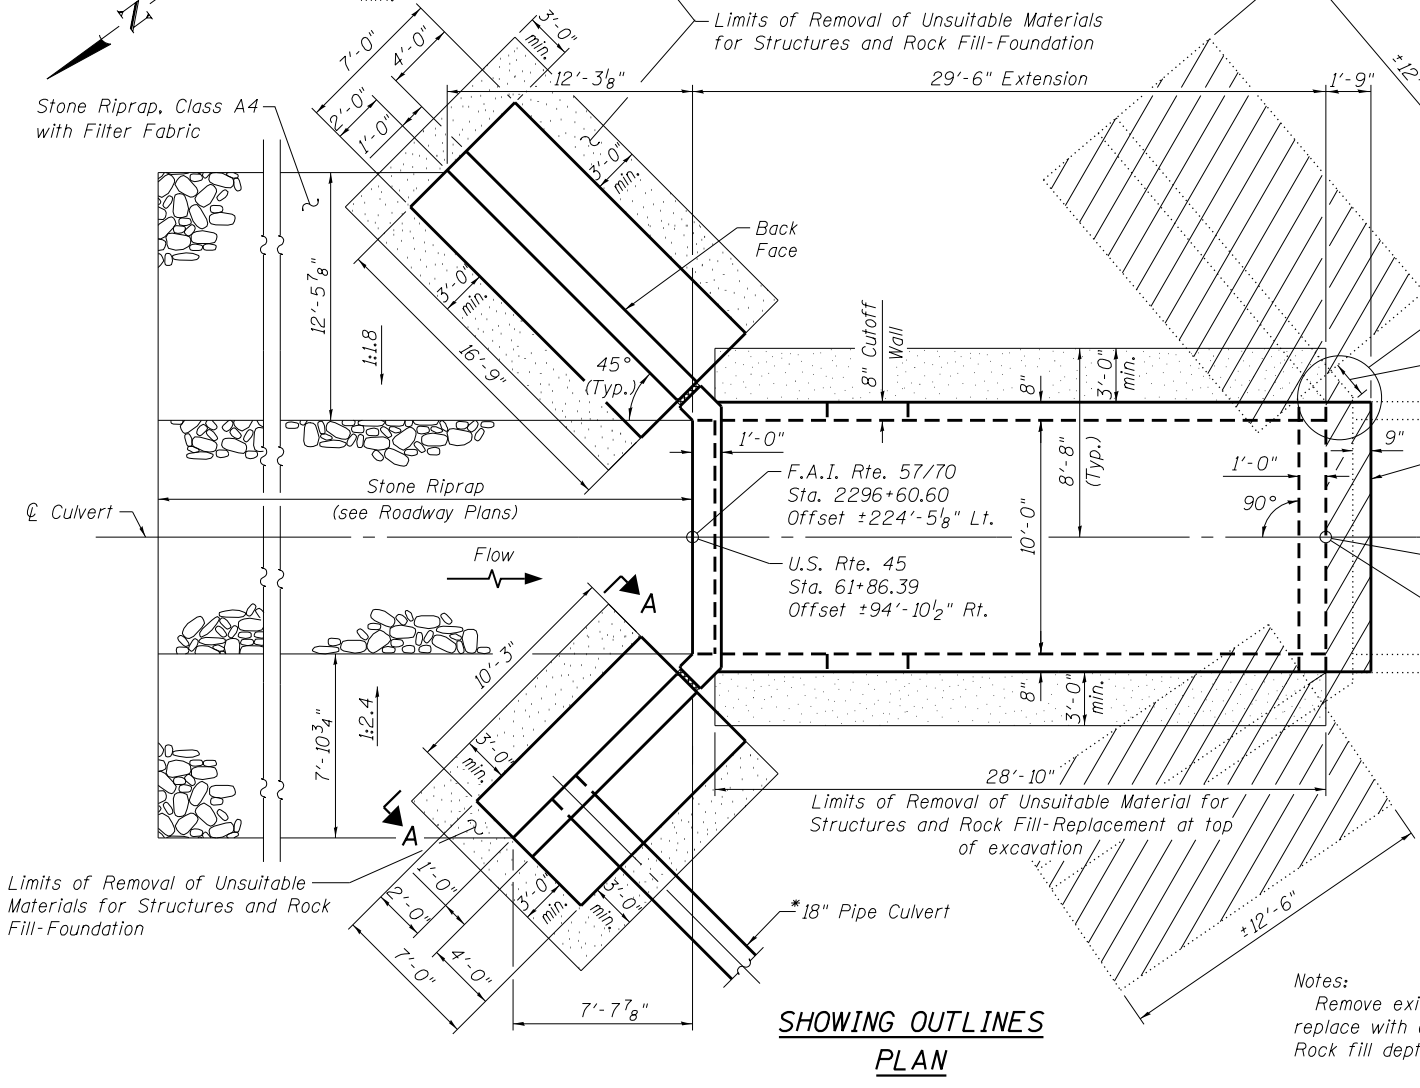 N
min.
Limits of Removal of Unsuitable Materials
for Structures and Rock Fill-Foundation
7'-0"
4'-0"
2'-0"
1'-0"
3'-0"
min.
12'-3 1/8"
29'-6" Extension
1'-9"
±12'-
Stone Riprap, Class A4
with Filter Fabric
3'-0"
min.
Back
Face
12'-5 7/8"
1:1.8
3'-0"
min.
16'-9"
45°
(Typ.)
8" Cutoff
Wall
8"
3'-0"
min.
8'-8"
(Typ.)
1'-0"
9"
1'-0"
90°
10'-0"
Stone Riprap
(see Roadway Plans)
℄ Culvert
Flow
F.A.I. Rte. 57/70
Sta. 2296+60.60
Offset ±224'-5 1/8" Lt.
U.S. Rte. 45
Sta. 61+86.39
Offset ±94'-10 1/2" Rt.
A
10'-3"
8"
3'-0"
min.
7'-10 3/4"
1:2.4
3'-0"
min.
28'-10"
Limits of Removal of Unsuitable Material for
Structures and Rock Fill-Replacement at top
of excavation
A
Limits of Removal of Unsuitable
Materials for Structures and Rock
Fill-Foundation
1'-0"
2'-0"
7'-0"
4'-0"
3'-0"
min.
3'-0"
min.
*18" Pipe Culvert
±12'-6"
7'-7 7/8"
SHOWING OUTLINES
PLAN
Notes:
Remove exi
replace with
Rock fill dept